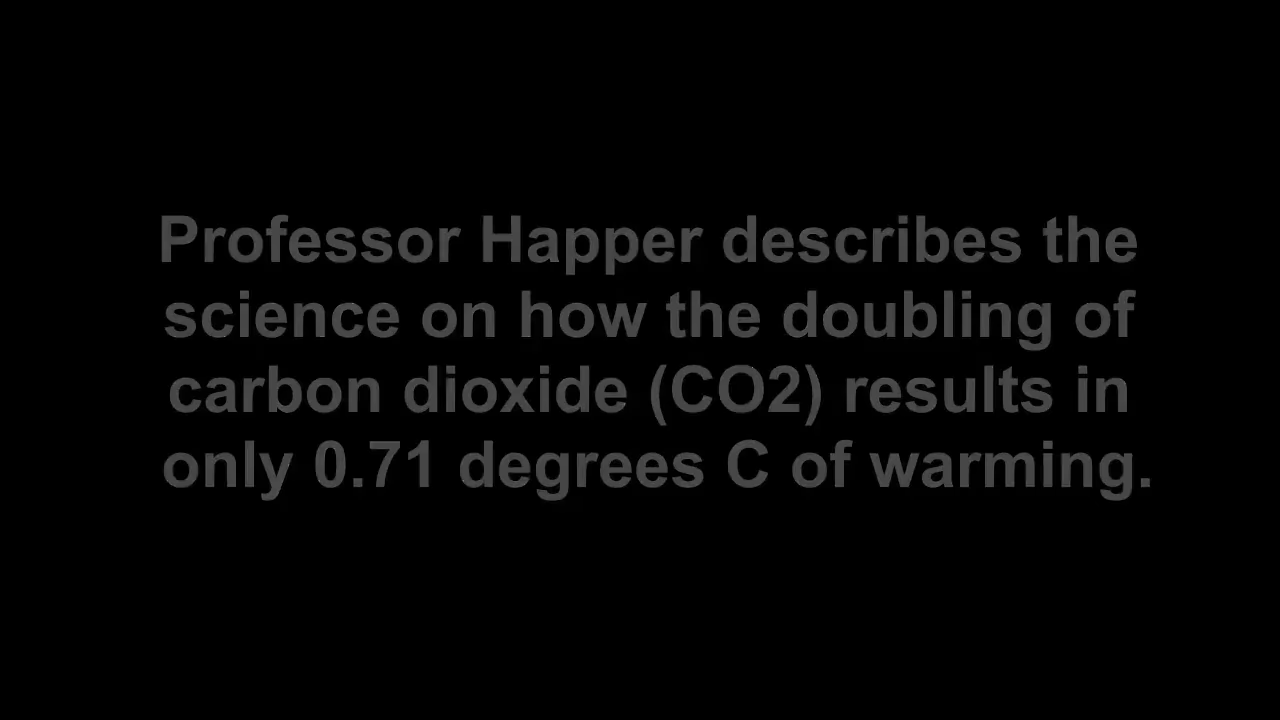 Professor Happer describes the
science on how the doubling of
carbon dioxide (CO2) results in
only 0.71 degrees C of warming.